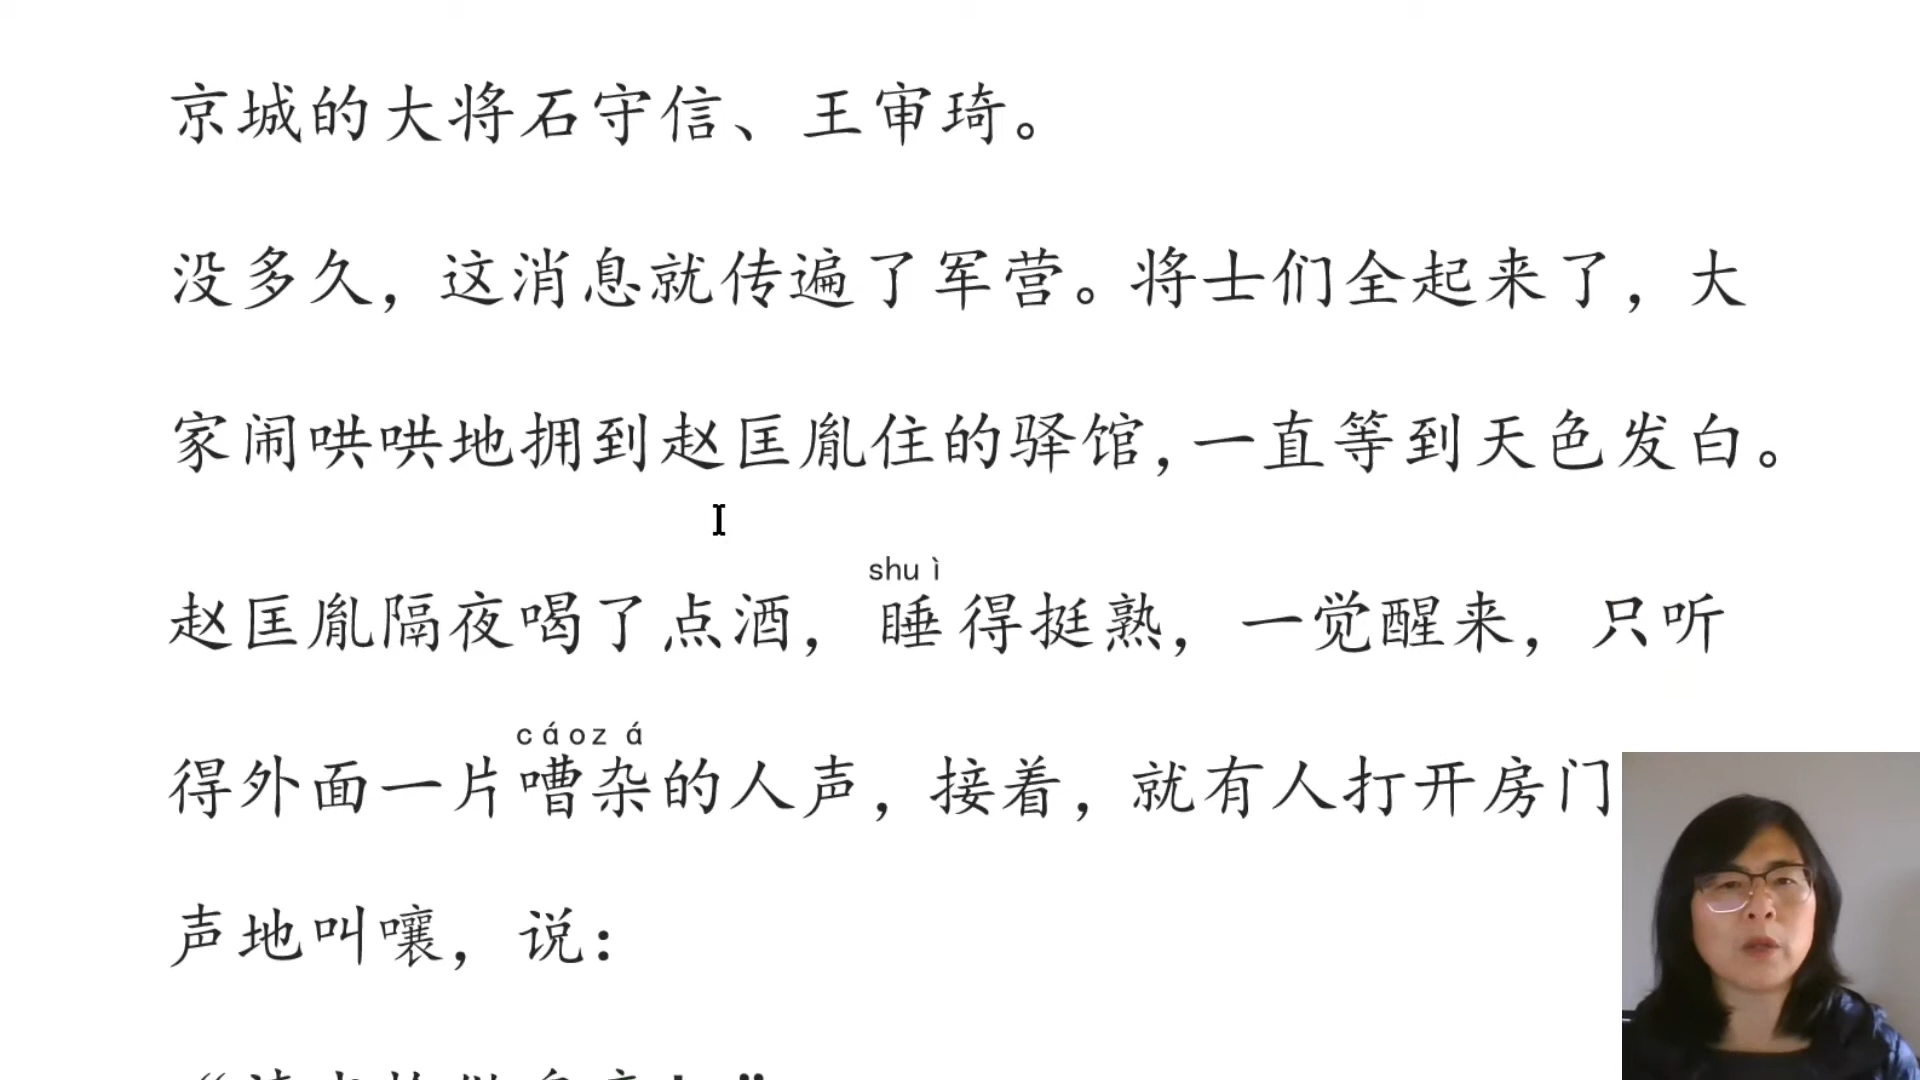 京城的大将石守信、王审琦。
没多久，这消息就传遍了军营。将士们全起来了，大
家闹哄哄地拥到赵匡胤住的驿馆，一直等到天色发白。
shuì
赵匡胤隔夜喝了点酒，睡得挺熟，一觉醒来，只听
cáozá
得外面一片嘈杂的人声，接着，就有人打开房门
声地叫嚷，说：